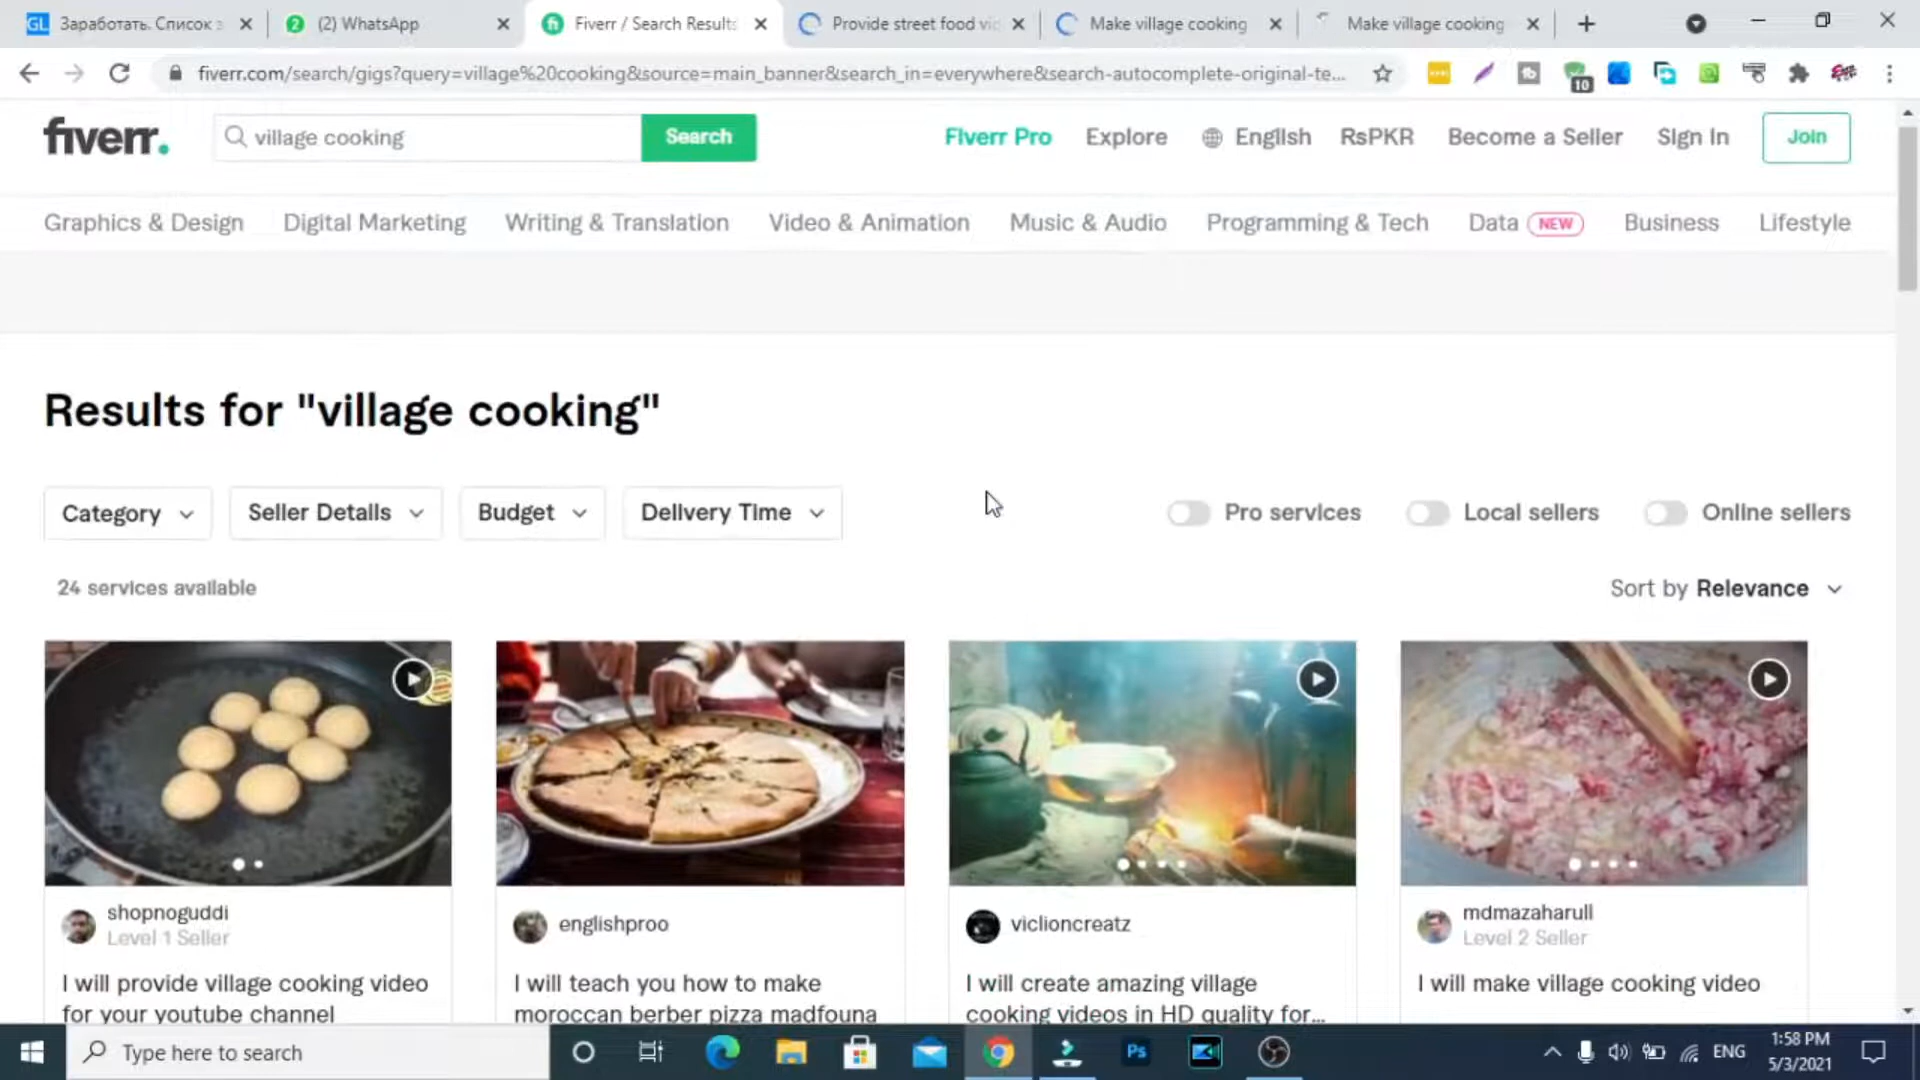 GL Заработать. Список з
(2) WhatsApp
Fiverr / Search Results
Provide street food vid
Make village cooking
Make village cooking
fiverr.com/search/gigs?query=village%20cooking&source=main_banner&search_in=everywhere&search-autocomplete-original-te...
10
fiverr.
village cooking
Search
Fiverr Pro
Explore
English
RsPKR
Become a Seller
Sign In
Join
Graphics & Design
Digital Marketing
Writing & Translation
Video & Animation
Music & Audio
Programming & Tech
Data NEW
Business
Lifestyle
Results for "village cooking"
Category
Seller Details
Budget
Delivery Time
Pro services
Local sellers
Online sellers
24 services available
Sort by Relevance
shopnoguddi
Level 1 Seller
I will provide village cooking video
for your youtube channel
englishproo
I will teach you how to make
moroccan berber pizza madfouna
viclioncreatz
I will create amazing village
cooking videos in HD quality for...
mdmazaharull
Level 2 Seller
I will make village cooking video
Type here to search
Ps
ENG
1:58 PM
5/3/2021